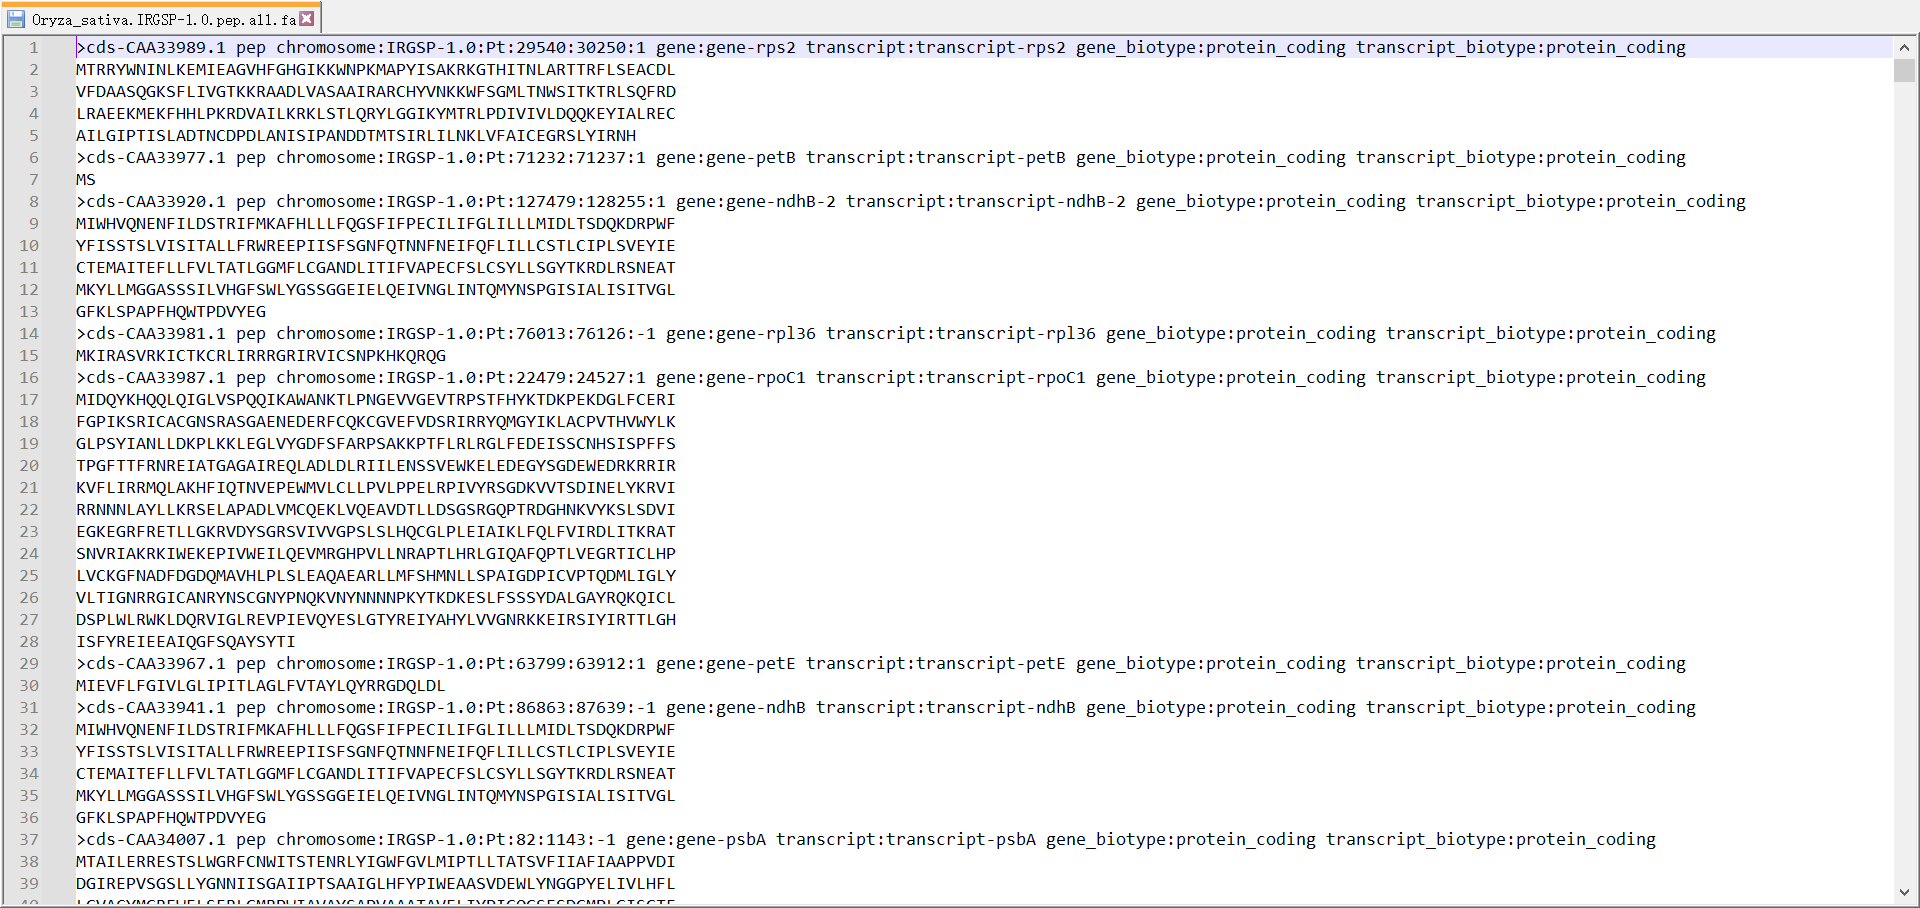 Oryza_sativa.IRGSP-1.0.pep.all.fa
1 >cds-CAA33989.1 pep chromosome:IRGSP-1.0:Pt:29540:30250:1 gene:gene-rps2 transcript:transcript-rps2 gene_biotype:protein_coding transcript_biotype:protein_coding
2 MTRRYWNINLKEMIEAGVHFGHGIKKWNPKMAPYISAKRKGTHITNLARTTRFLSEACDL
3 VFDAASQGKSFLIVGTKKRAADLVASAAIRARCHYVNKKWFSGMLTNWSITKTRLSQFRD
4 LRAEEKMEKFHHLPKRDVAILKRKLSTLQRYLGGIKYMTRLPDIVIVLDQQKEYIALREC
5 AILGIPTISLADTNCDPDLANISIPANDDTMTSIRLILNKLVFAICEGRSLYIRNH
6 >cds-CAA33977.1 pep chromosome:IRGSP-1.0:Pt:71232:71237:1 gene:gene-petB transcript:transcript-petB gene_biotype:protein_coding transcript_biotype:protein_coding
7 MS
8 >cds-CAA33920.1 pep chromosome:IRGSP-1.0:Pt:127479:128255:1 gene:gene-ndhB-2 transcript:transcript-ndhB-2 gene_biotype:protein_coding transcript_biotype:protein_coding
9 MIWHVQNENFILDSTRIFMKAFHLLLFQGSFIFPECILIFGLILLLMIDLTSDQKDRPWF
10 YFISSTSLVISITALLFRWREEPIISFSGNFQTNNFNEIFQFLILLCSTLCIPLSVEYIE
11 CTEMAITEFLLFVLTATLGGMFLCGANDLITIFVAPECFSLCSYLLSGYTKRDLRSNEAT
12 MKYLLMGGASSSILVHGFSWLYGSSGGEIELQEIVNGLINTQMYNSPGISIALISITVGL
13 GFKLSPAPFHQWTPDVYEG
14 >cds-CAA33981.1 pep chromosome:IRGSP-1.0:Pt:76013:76126:-1 gene:gene-rpl36 transcript:transcript-rpl36 gene_biotype:protein_coding transcript_biotype:protein_coding
15 MKIRASVRKICTKCRLIRRRGRIRVICSNPKHKQRQG
16 >cds-CAA33987.1 pep chromosome:IRGSP-1.0:Pt:22479:24527:1 gene:gene-rpoC1 transcript:transcript-rpoC1 gene_biotype:protein_coding transcript_biotype:protein_coding
17 MIDQYKHQQLQIGLVSPQQIKAWANKTLPNGEVVGEVTRPSTFHYKTDKPEKDGLFCERI
18 FGPIKSRICACGNSRASGAENEDERFCQKCGVEFVDSRIRRYQMGYIKLACPVTHVWYLK
19 GLPSYIANLLDKPLKKLEGLVYGDFSFARPSAKKPTFLRLRGLFEDEISSCNHSISPFFS
20 TPGFTTFRNREIATGAGAIREQLADLDLRIILENSSVEWKELEDEGYSGDEWEDRKRRIR
21 KVFLIRRMQLAKHFIQTNVEPEWMVLCLLPVLPPELRPIVYRSGDKVVTSDINELYKRVI
22 RRNNNLAYLLKRSELAPADLVMCQEKLVQEAVDTLLDSGSRGQPTRDGHNKVYKSLSDVI
23 EGKEGRFRETLLGKRVDYSGRSVIVVGPSLSLHQCGLPLEIAIKLFQLFVIRDLITKRAT
24 SNVRIAKRKIWEKEPIVWEILQEVMRGHPVLLNRAPTLHRLGIQAFQPTLVEGRTICLHP
25 LVCKGFNADFDGDQMAVHLPLSLEAQAEARLLMFSHMNLLSPAIGDPICVPTQDMLIGLY
26 VLTIGNRRGICANRYNSCGNYPNQKVNYNNNNPKYTKDKESLFSSSYDALGAYRQKQICL
27 DSPLWLRWKLDQRVIGLREVPIEVQYESLGTYREIYAHYLVVGNRKKEIRSIYIRTTLGH
28 ISFYREIEEAIQGFSQAYSYTI
29 >cds-CAA33967.1 pep chromosome:IRGSP-1.0:Pt:63799:63912:1 gene:gene-petE transcript:transcript-petE gene_biotype:protein_coding transcript_biotype:protein_coding
30 MIEVFLFGIVLGLIPITLAGLFVTAYLQYRRGDQLDL
31 >cds-CAA33941.1 pep chromosome:IRGSP-1.0:Pt:86863:87639:-1 gene:gene-ndhB transcript:transcript-ndhB gene_biotype:protein_coding transcript_biotype:protein_coding
32 MIWHVQNENFILDSTRIFMKAFHLLLFQGSFIFPECILIFGLILLLMIDLTSDQKDRPWF
33 YFISSTSLVISITALLFRWREEPIISFSGNFQTNNFNEIFQFLILLCSTLCIPLSVEYIE
34 CTEMAITEFLLFVLTATLGGMFLCGANDLITIFVAPECFSLCSYLLSGYTKRDLRSNEAT
35 MKYLLMGGASSSILVHGFSWLYGSSGGEIELQEIVNGLINTQMYNSPGISIALISITVGL
36 GFKLSPAPFHQWTPDVYEG
37 >cds-CAA34007.1 pep chromosome:IRGSP-1.0:Pt:82:1143:-1 gene:gene-psbA transcript:transcript-psbA gene_biotype:protein_coding transcript_biotype:protein_coding
38 MTAILERRESTSLWGRFCNWITSTENRLYIGWFGVLMIPTLLTATSVFIIAFIAAPPVDI
39 DGIREPVSGSLLYGNNIISGAIIPTSAAIGLHFYPIWEAASVDEWLYNGGPYELIVLHFL